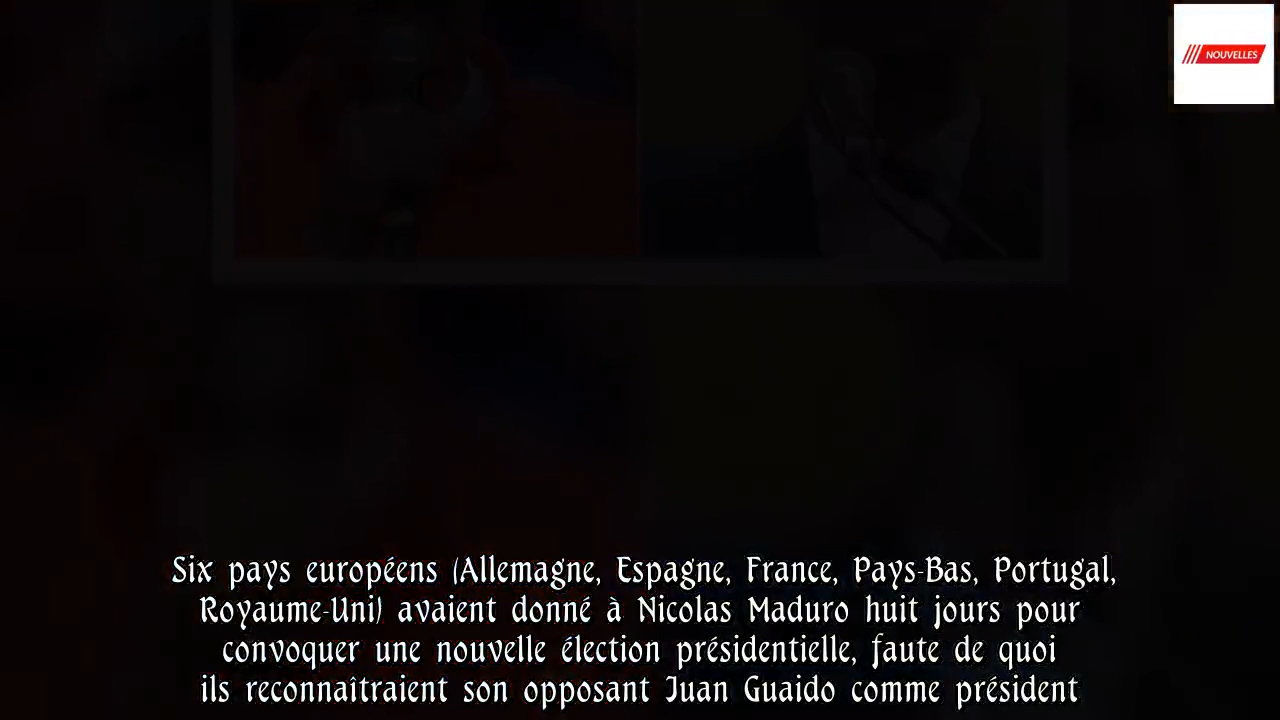 NOUVELLES
Six pays européens (Allemagne, Espagne, France, Pays-Bas, Portugal,
Royaume-Uni) avaient donné à Nicolas Maduro huit jours pour
convoquer une nouvelle élection présidentielle, faute de quoi
ils reconnaîtraient son opposant Juan Guaido comme président